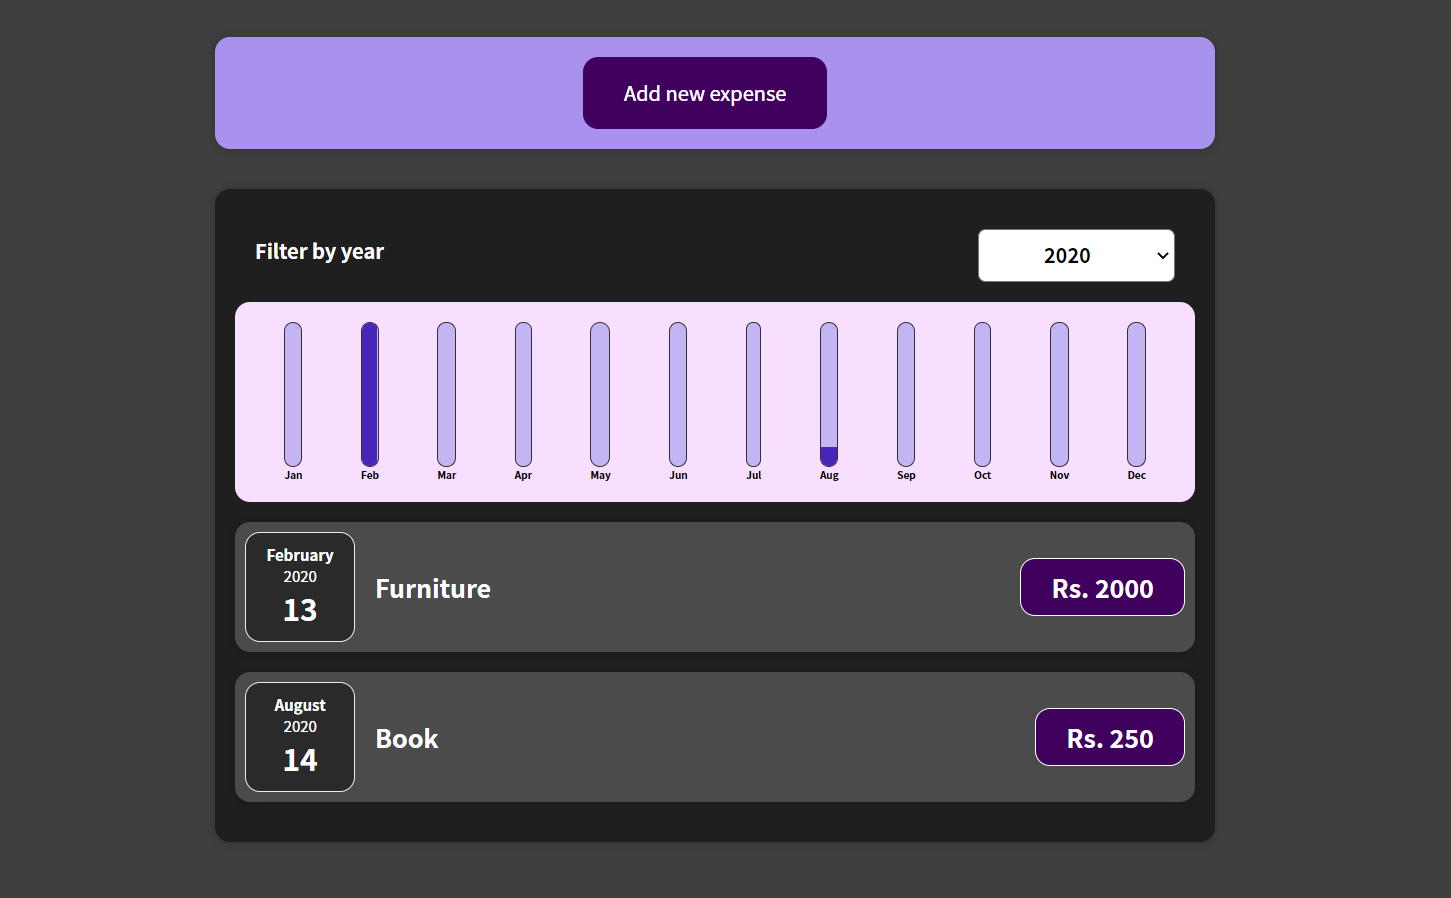 Add new expense
Filter by year
2020
Jan Feb Mar Apr May Jun Jul Aug Sep Oct Nov Dec
February
2020
13
Furniture
Rs. 2000
August
2020
14
Book
Rs. 250